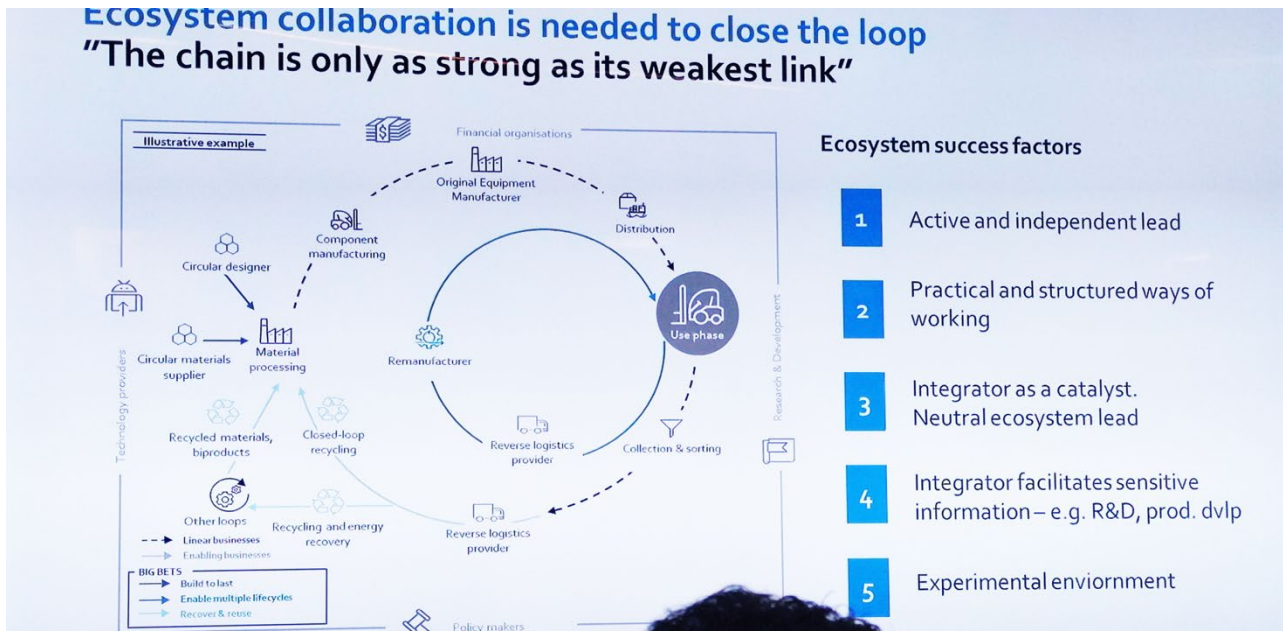 Ecosystem collaboration is needed to close the loop
"The chain is only as strong as its weakest link"
Illustrative example
Financial organisations
Original Equipment
Manufacturer
Component
manufacturing
Distribution
Circular designer
Use phase
Circular materials
supplier
Material
processing
Remanufacturer
Technology providers
Research & Development
Recycled materials,
biproducts
Closed-loop
recycling
Reverse logistics
provider
Collection & sorting
Other loops
Recycling and energy
recovery
Reverse logistics
provider
Linear businesses
Enabling businesses
BIG BETS
Build to last
Enable multiple lifecycles
Recover & reuse
Policy makers
Ecosystem success factors
1 Active and independent lead
2 Practical and structured ways of
working
3 Integrator as a catalyst.
Neutral ecosystem lead
4 Integrator facilitates sensitive
information – e.g. R&D, prod. dvlp
5 Experimental enviornment